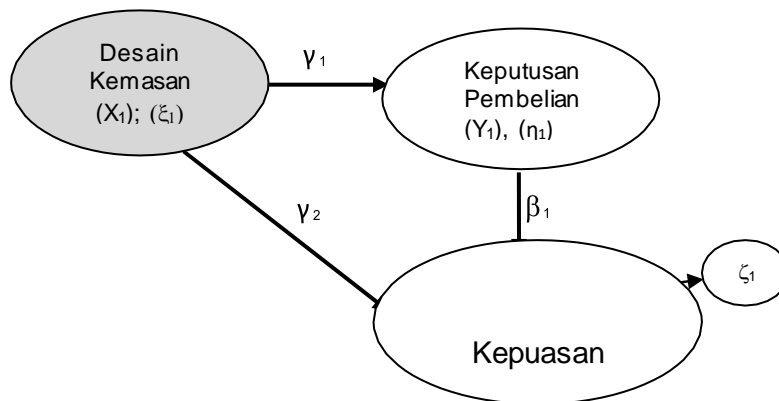 Desain
Kemasan
(X₁); (ξ₁)
γ₁
Keputusan
Pembelian
(Y₁), (η₁)
γ₂
β₁
ζ₁
Kepuasan